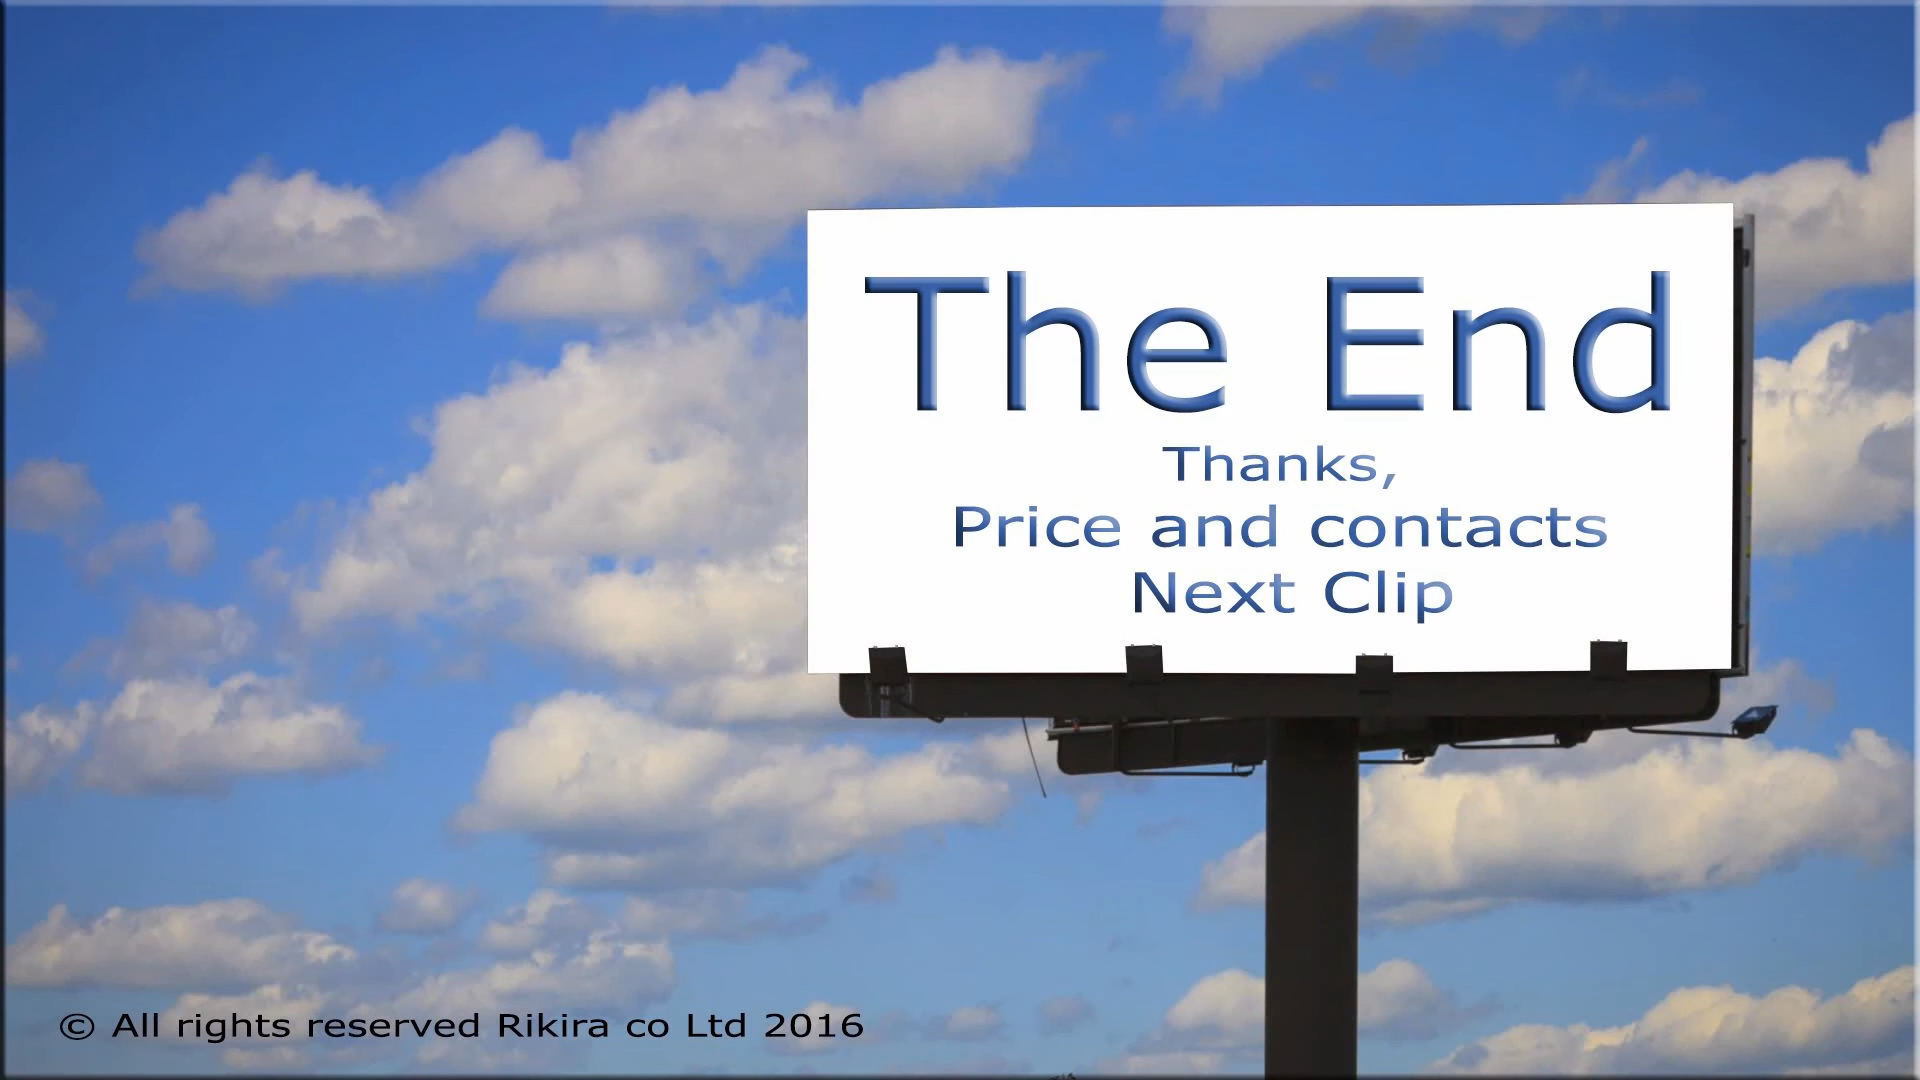 The End
Thanks,
Price and contacts
Next Clip
© All rights reserved Rikira co Ltd 2016